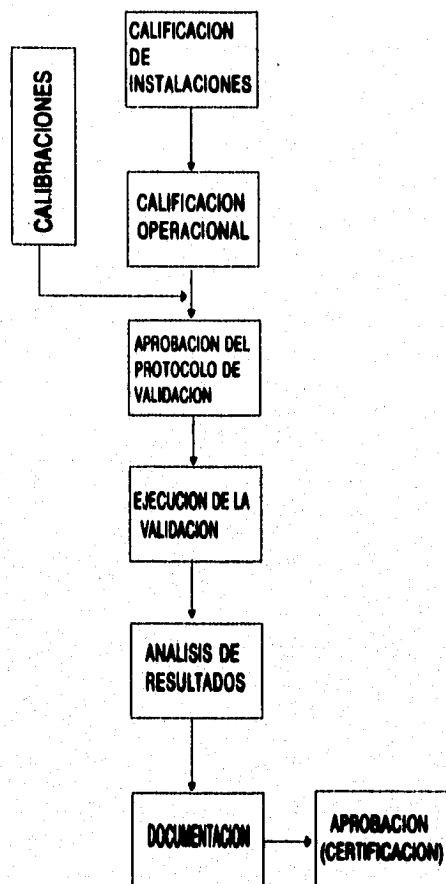 CALIFICACION
DE
INSTALACIONES
CALIBRACIONES
CALIFICACION
OPERACIONAL
APROBACION DEL
PROTOCOLO DE
VALIDACION
EJECUCION DE LA
VALIDACION
ANALISIS DE
RESULTADOS
DOCUMENTACION
APROBACION
(CERTIFICACION)